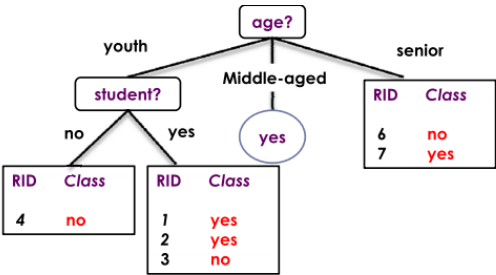 age?
youth
senior
Middle-aged
student?
yes
RID Class
6 no
7 yes
no
yes
RID Class
4 no
RID Class
1 yes
2 yes
3 no